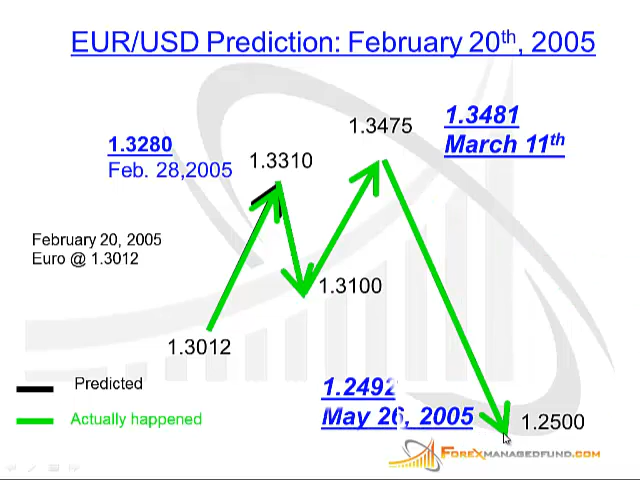 EUR/USD Prediction: February 20th, 2005
1.3481
March 11th
1.3475
1.3280
Feb. 28,2005
1.3310
February 20, 2005
Euro @ 1.3012
1.3100
1.3012
Predicted
Actually happened
1.2492
May 26, 2005
1.2500
FOREXMANAGEDFUND.COM